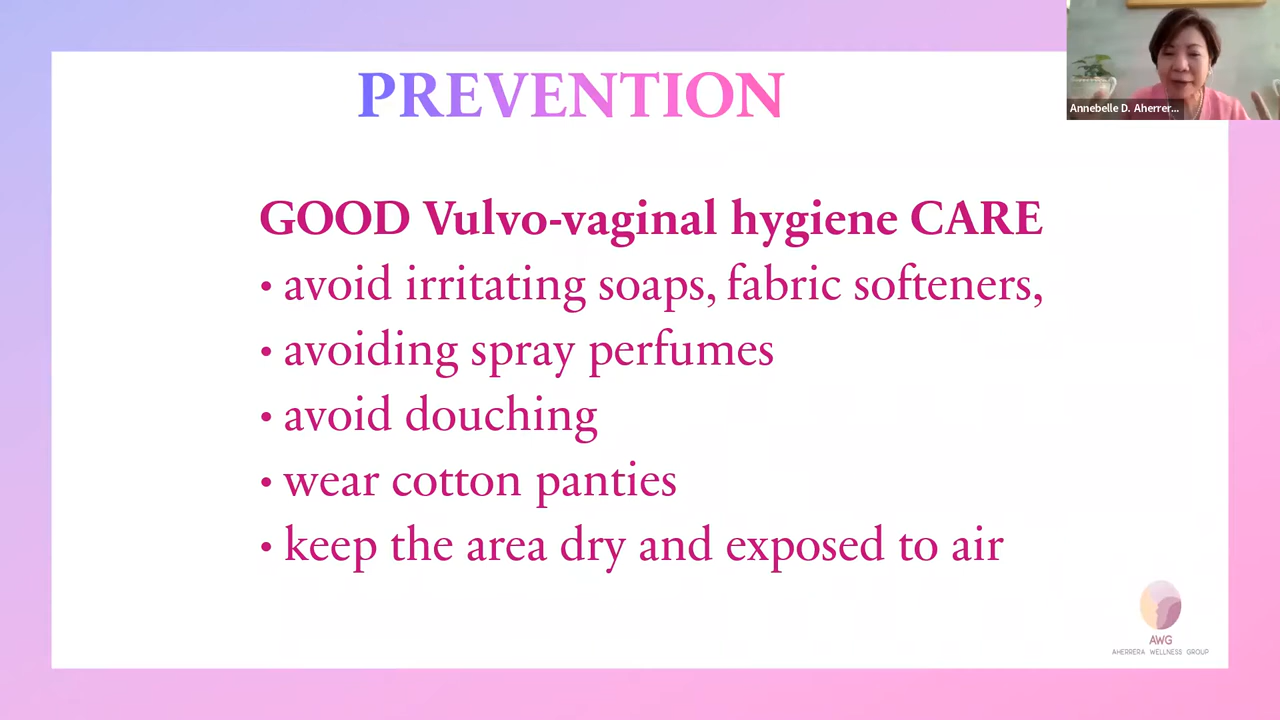 PREVENTION
Annebelle D. Aherrer...
GOOD Vulvo-vaginal hygiene CARE
• avoid irritating soaps, fabric softeners,
• avoiding spray perfumes
• avoid douching
• wear cotton panties
• keep the area dry and exposed to air
AWG
AHERRERA WELLNESS GROUP